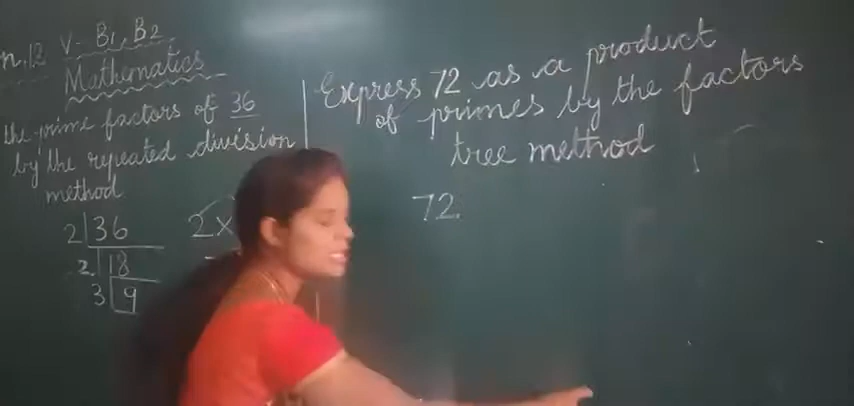 V- B1, B2
Mathematics
the prime factors of 36
by the repeated division
method
2 36
2 18
3 9
2x
Express 72 as a product
of primes by the factors
tree method
72